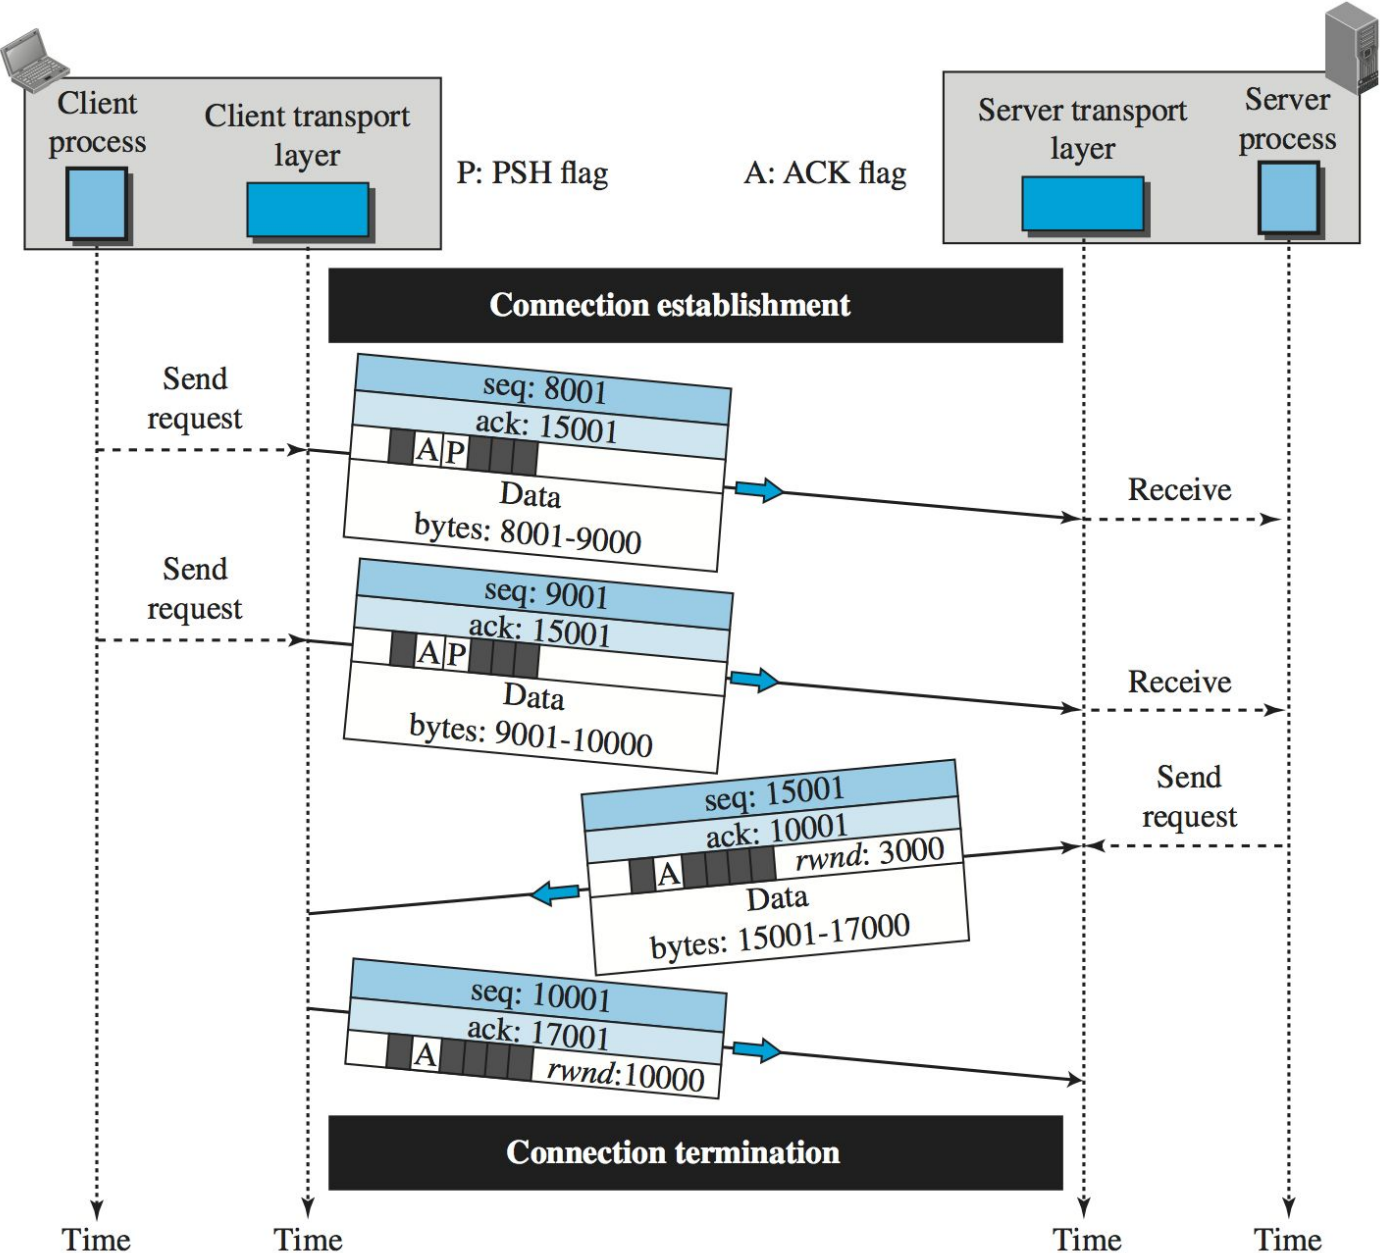 Client
process
Client transport
layer
P: PSH flag
A: ACK flag
Server transport
layer
Server
process
Connection establishment
Send
request
seq: 8001
ack: 15001
A P
Data
bytes: 8001-9000
Receive
Send
request
seq: 9001
ack: 15001
A P
Data
bytes: 9001-10000
Receive
Send
request
seq: 15001
ack: 10001
A rwnd: 3000
Data
bytes: 15001-17000
seq: 10001
ack: 17001
A rwnd:10000
Connection termination
Time
Time
Time
Time